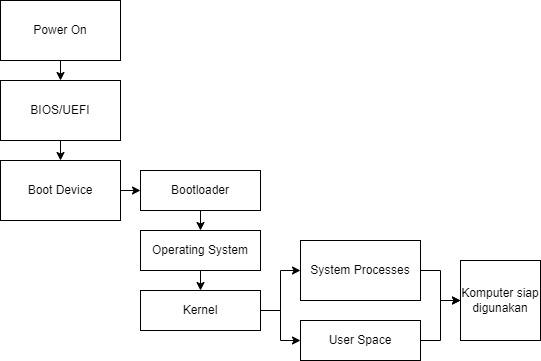 Power On
BIOS/UEFI
Boot Device
Bootloader
Operating System
Kernel
System Processes
User Space
Komputer siap
digunakan